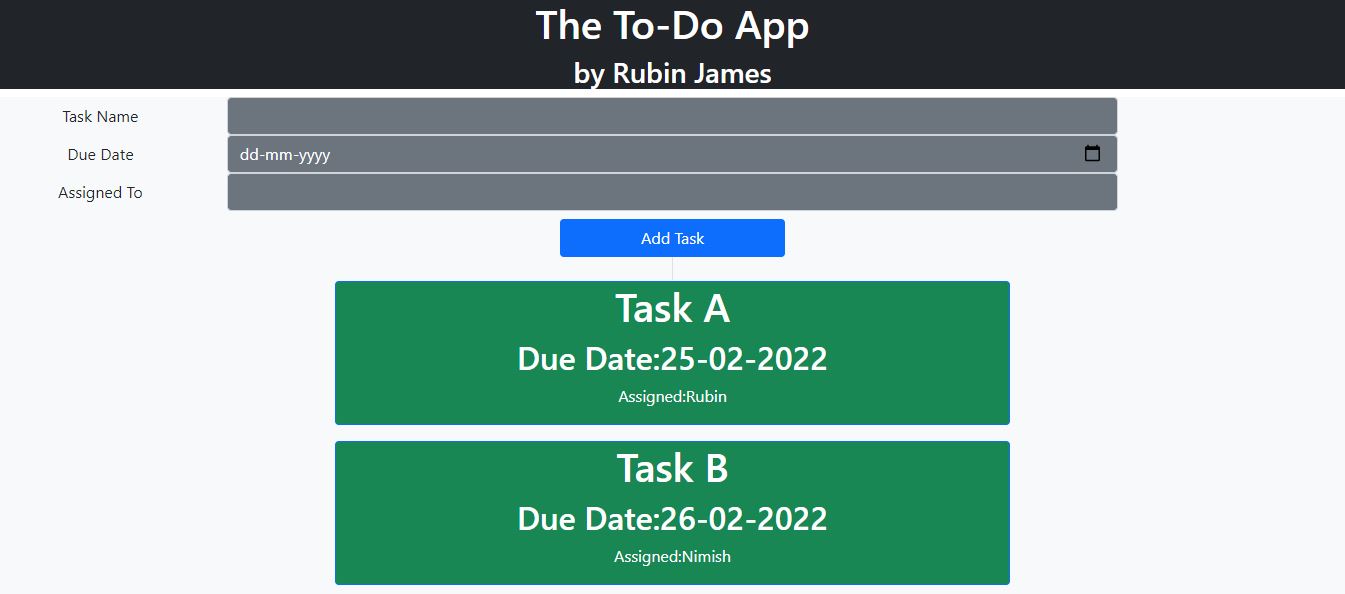 The To-Do App
by Rubin James
Task Name
Due Date
dd-mm-yyyy
Assigned To
Add Task
Task A
Due Date:25-02-2022
Assigned:Rubin
Task B
Due Date:26-02-2022
Assigned:Nimish